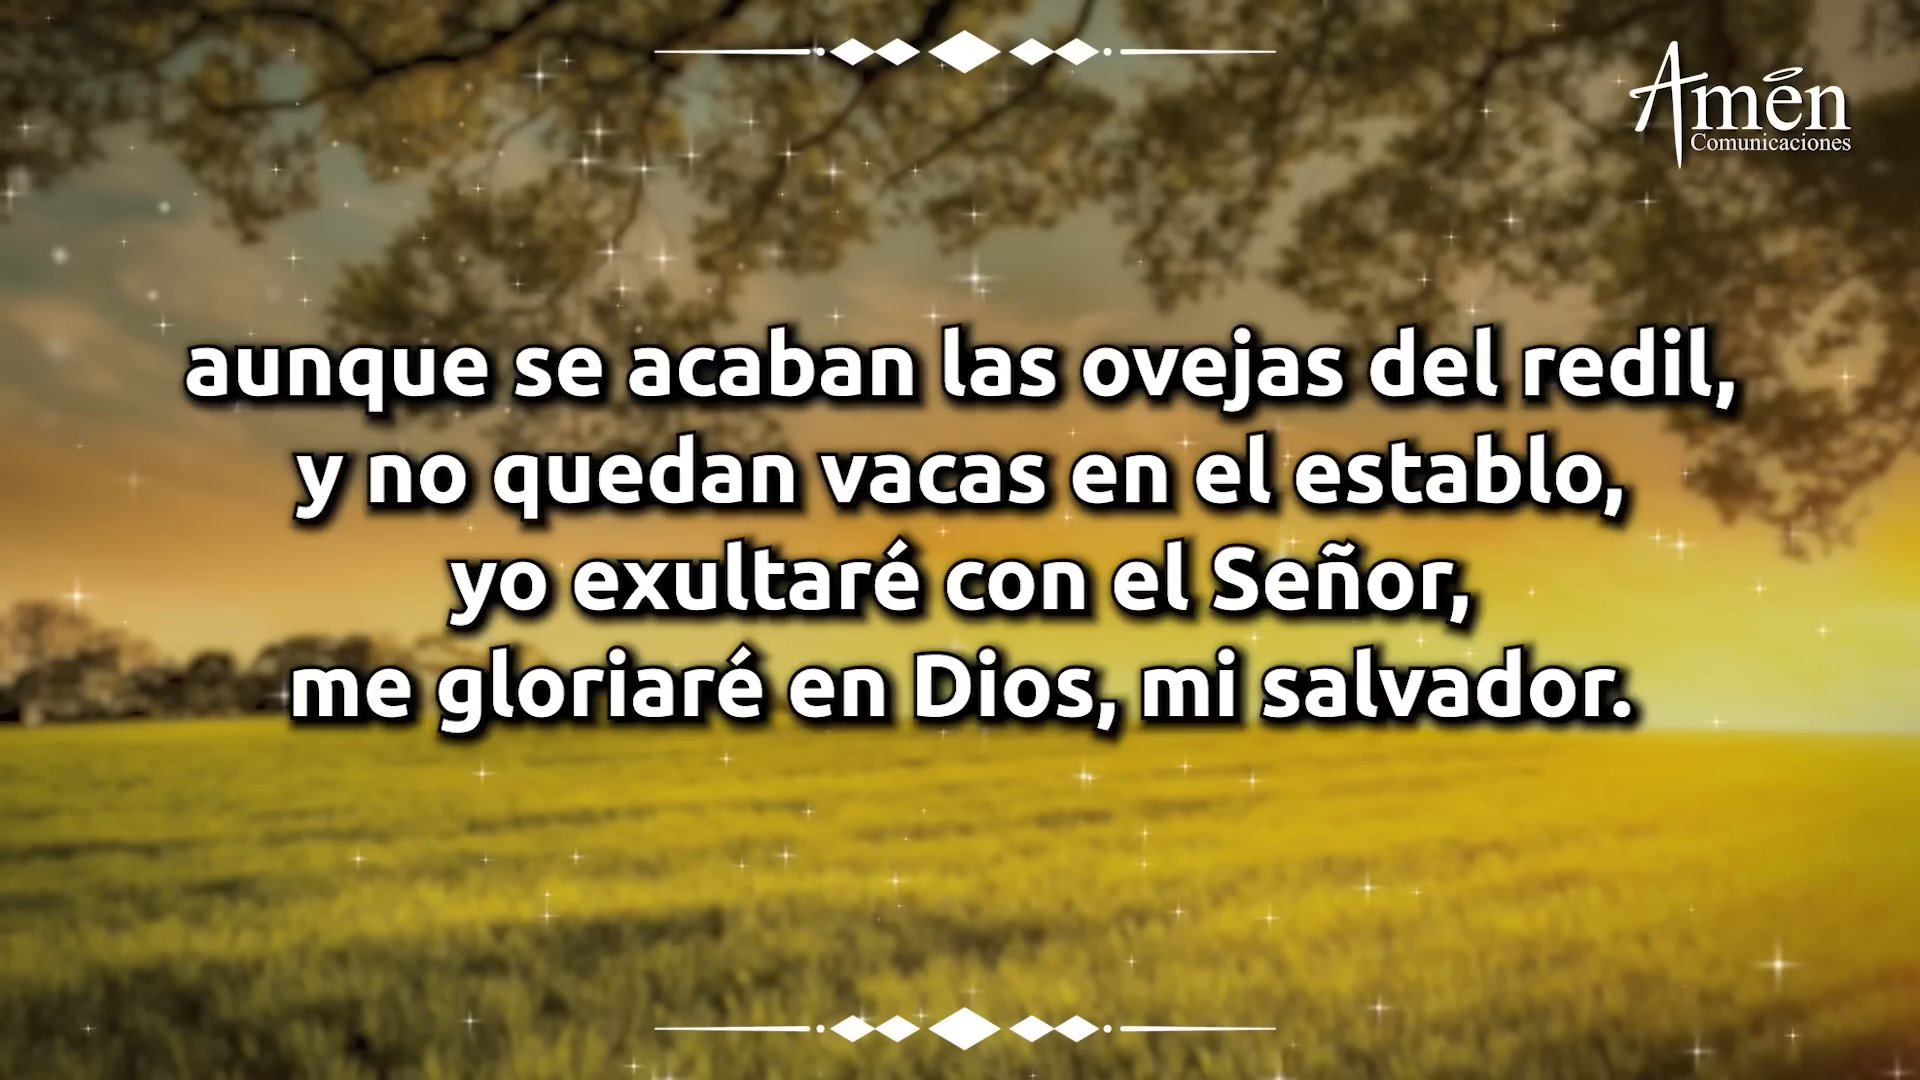 Amén
Comunicaciones
aunque se acaban las ovejas del redil,
y no quedan vacas en el establo,
yo exultaré con el Señor,
me gloriaré en Dios, mi salvador.